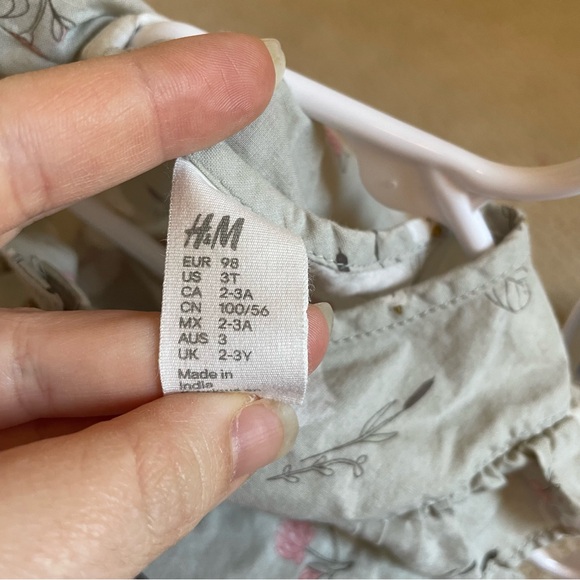 H&M
EUR 98
US 3T
CA 2-3A
CN 100/56
MX 2-3A
AUS 3
UK 2-3Y
Made in
India